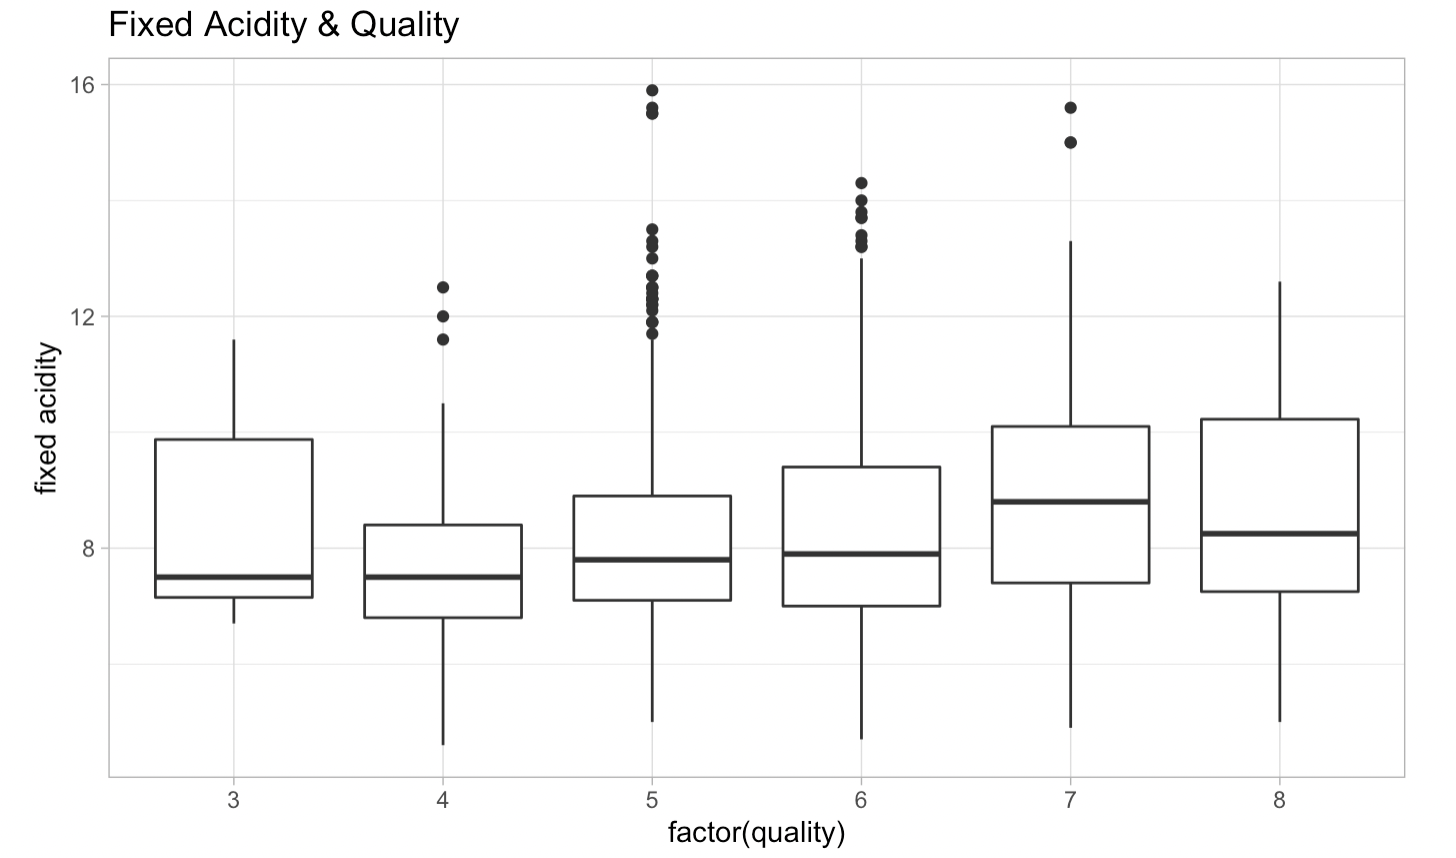 Fixed Acidity & Quality
16
12
8
fixed acidity
3 4 5 6 7 8
factor(quality)